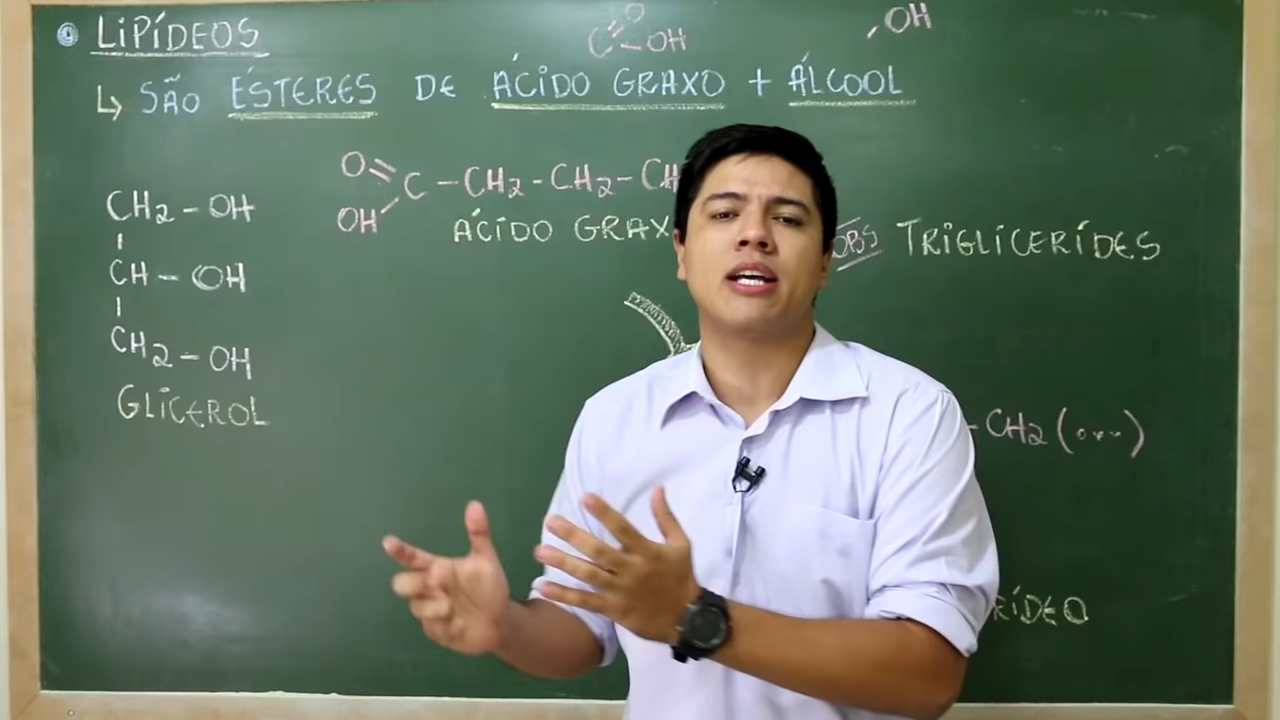 LIPÍDEOS
C=O-OH
OH
↳ SÃO ÉSTERES DE ÁCIDO GRAXO + ÁLCOOL
O=C-CH2-CH2-CH
OH
ÁCIDO GRAX
CH2-OH
CH-OH
CH2-OH
GLICEROL
OBS TRIGLICERÍDES
-CH2(...)
RÍDEO